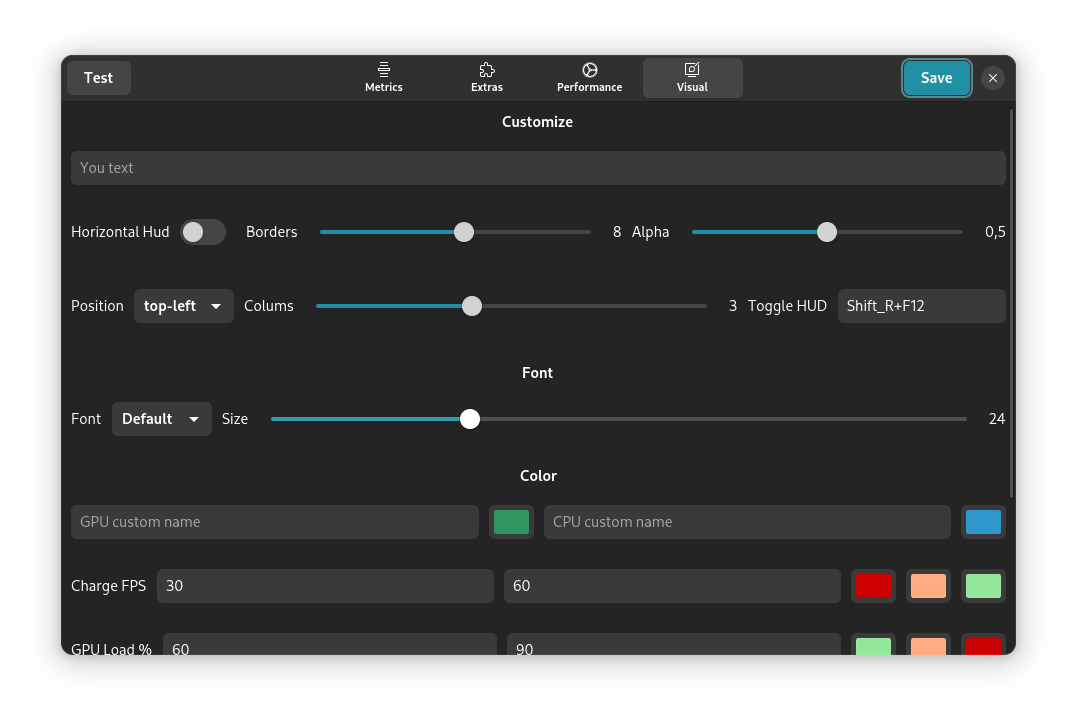 Test
Metrics
Extras
Performance
Visual
Save
Customize
You text
Horizontal Hud
Borders
8
Alpha
0,5
Position
top-left
Colums
3
Toggle HUD
Shift_R+F12
Font
Font
Default
Size
24
Color
GPU custom name
CPU custom name
Charge FPS
30
60
GPU Load %
60
90